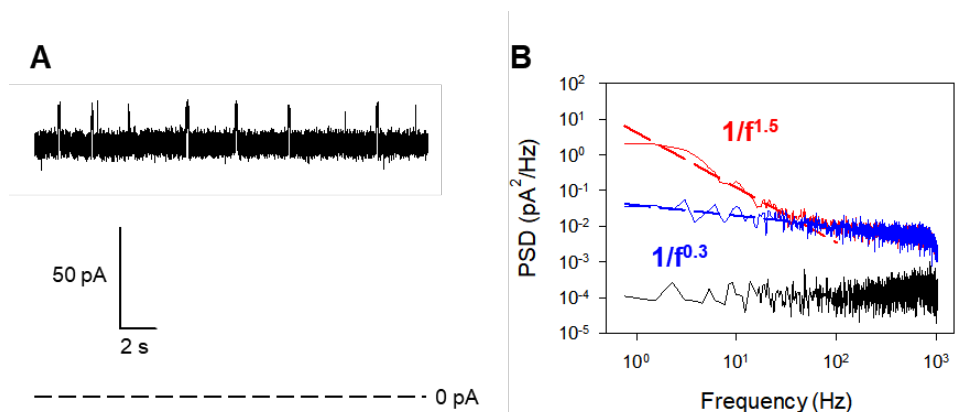 A
50 pA
2 s
0 pA
B
10²
10¹
10⁰
10⁻¹
10⁻²
10⁻³
10⁻⁴
10⁻⁵
PSD (pA²/Hz)
1/f¹·⁵
1/f⁰·³
10⁰ 10¹ 10² 10³
Frequency (Hz)